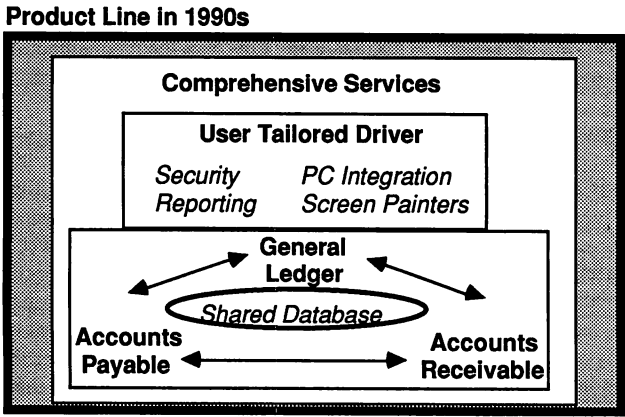 Product Line in 1990s
Comprehensive Services
User Tailored Driver
Security PC Integration
Reporting Screen Painters
General
Ledger
Shared Database
Accounts
Payable
Accounts
Receivable